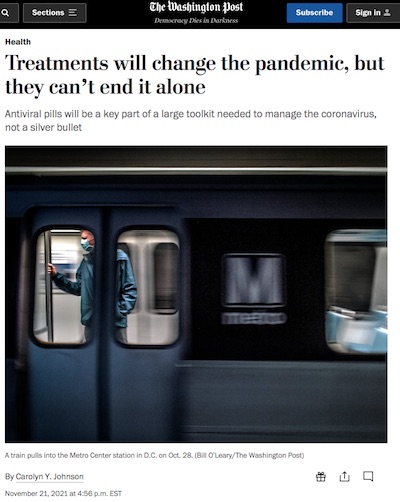 Sections
The Washington Post
Democracy Dies in Darkness
Subscribe
Sign in
Health
Treatments will change the pandemic, but
they can’t end it alone
Antiviral pills will be a key part of a large toolkit needed to manage the coronavirus,
not a silver bullet
M
metro
A train pulls into the Metro Center station in D.C. on Oct. 28. (Bill O’Leary/The Washington Post)
By Carolyn Y. Johnson
November 21, 2021 at 4:56 p.m. EST